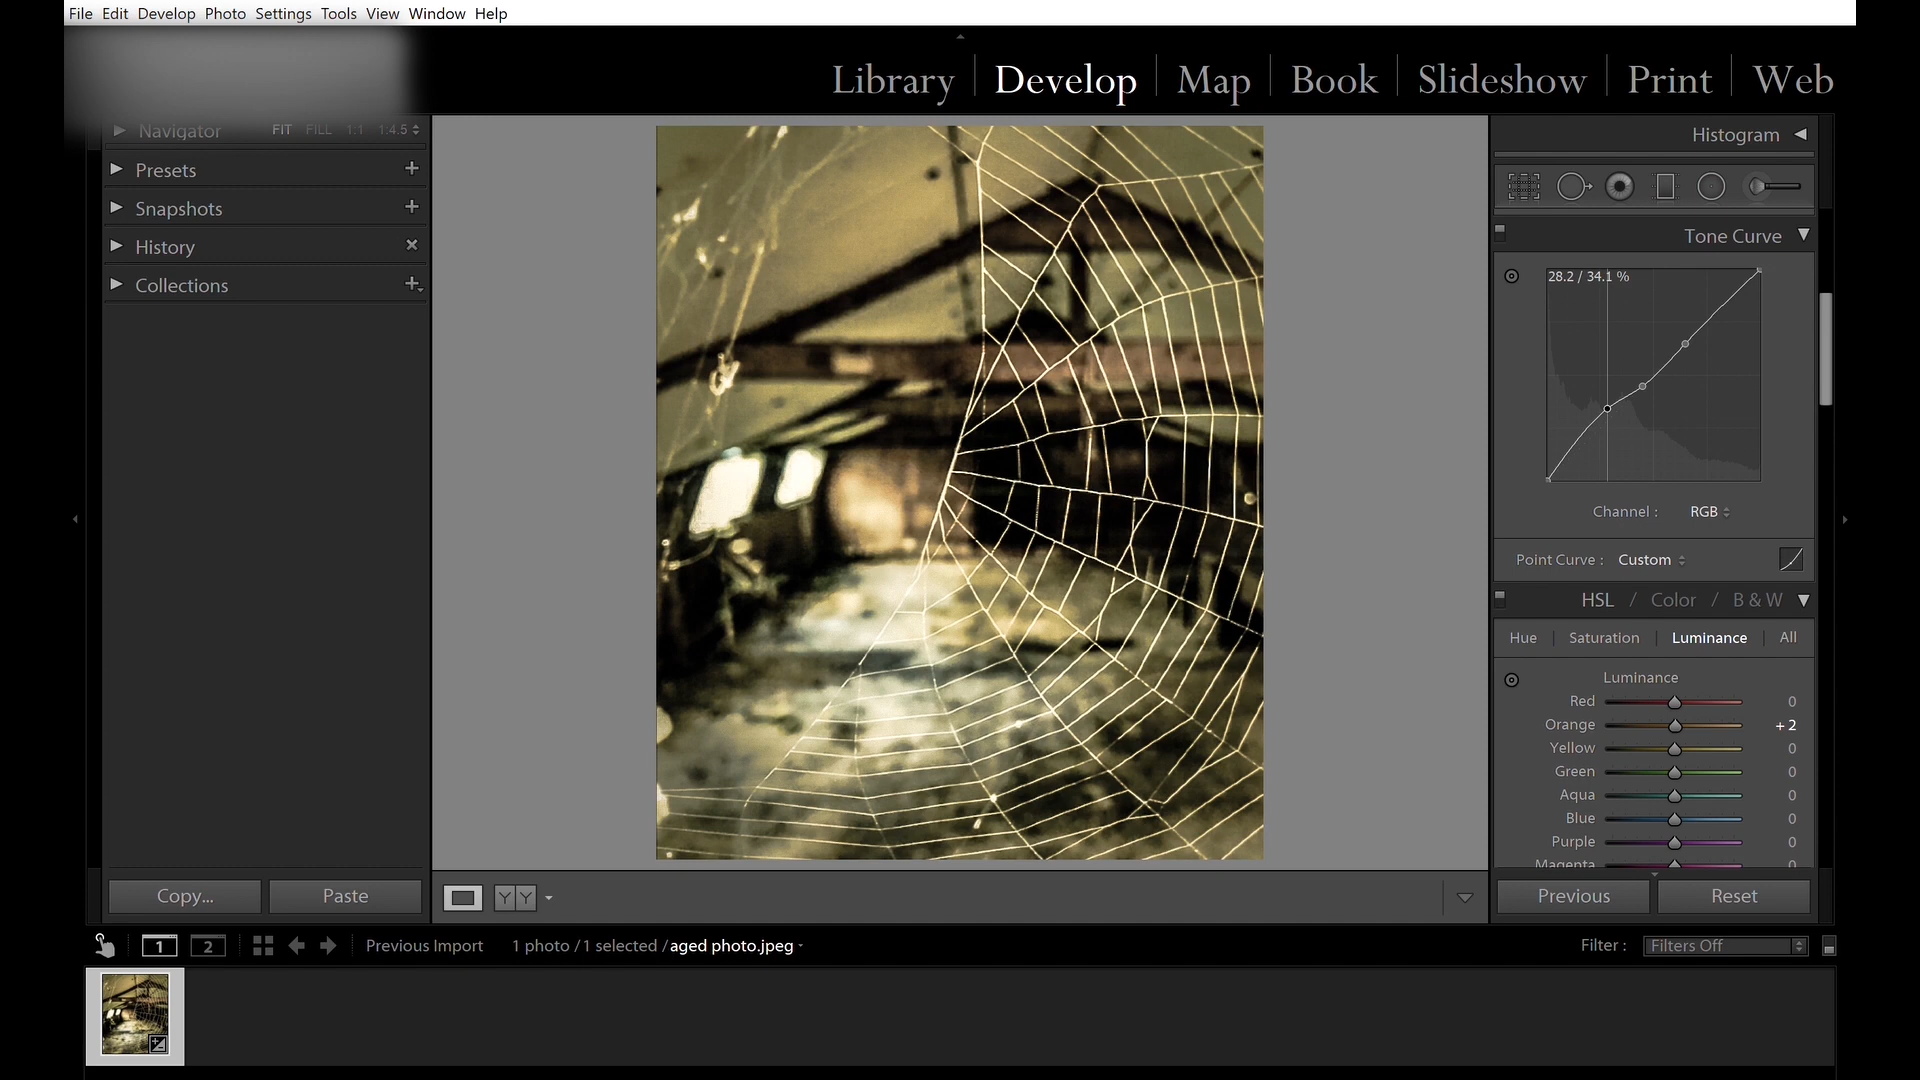 File Edit Develop Photo Settings Tools View Window Help
Library Develop Map Book Slideshow Print Web
Navigator FIT FILL 1:1 1:4.5
Presets
Snapshots
History
Collections
Copy... Paste
Histogram
Tone Curve
28.2 / 34.1 %
Channel : RGB
Point Curve : Custom
HSL / Color / B & W
Hue Saturation Luminance All
Luminance
Red 0
Orange + 2
Yellow 0
Green 0
Aqua 0
Blue 0
Purple 0
Magenta 0
Previous Reset
Y Y
1 2 Previous Import 1 photo / 1 selected / aged photo.jpeg Filter : Filters Off